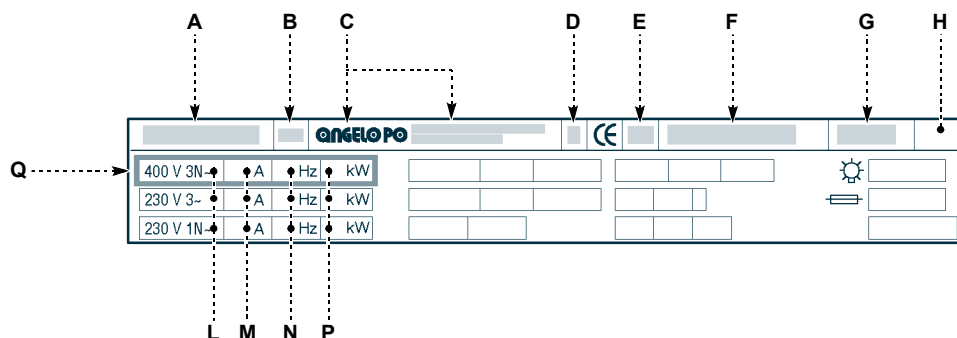 A B C D E F G H
angelo po CE
Q 400 V 3N~ A Hz kW
230 V 3~ A Hz kW
230 V 1N~ A Hz kW
L M N P